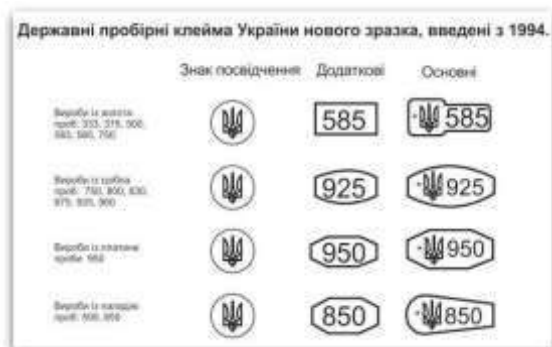 Державні пробірні клейма України нового зразка, введені з 1994.
Знак посвідчення Додаткові Основні
Вироби із золота
проб: 333, 375, 500,
583, 585, 750
585 585
Вироби із срібла
проб: 750, 800, 830,
875, 925, 960
925 925
Вироби із платини
проби 950
950 950
Вироби із паладію
проб: 500, 850
850 850